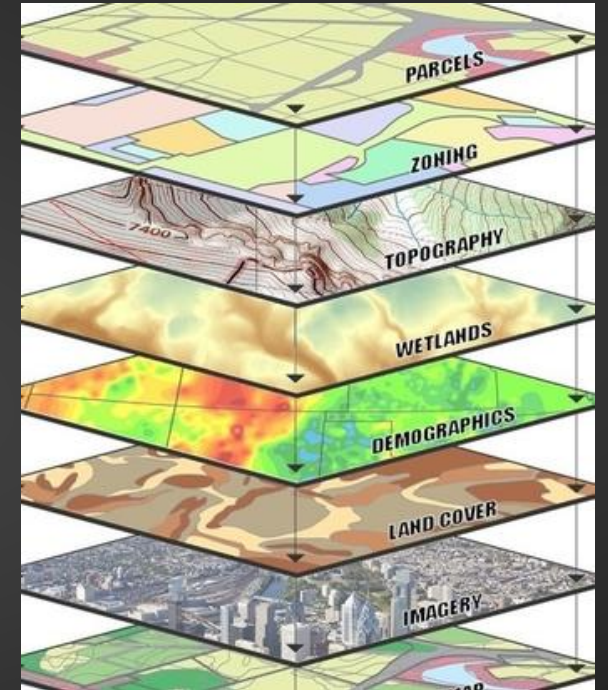 PARCELS
ZONING
7400
TOPOGRAPHY
WETLANDS
DEMOGRAPHICS
LAND COVER
IMAGERY